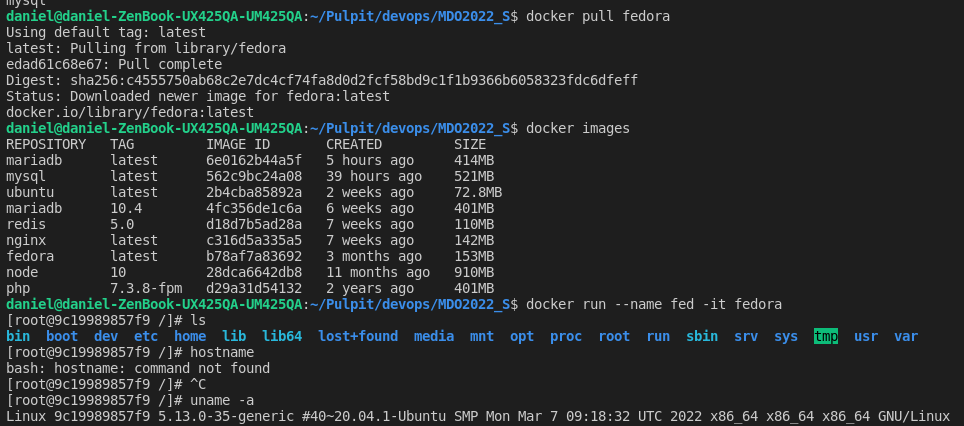 mysql
daniel@daniel-ZenBook-UX425QA-UM425QA:~/Pulpit/devops/MDO2022_S$ docker pull fedora
Using default tag: latest
latest: Pulling from library/fedora
edad61c68e67: Pull complete
Digest: sha256:c4555750ab68c2e7dc4cf74fa8d0d2fcf58bd9c1f1b9366b6058323fdc6dfeff
Status: Downloaded newer image for fedora:latest
docker.io/library/fedora:latest
daniel@daniel-ZenBook-UX425QA-UM425QA:~/Pulpit/devops/MDO2022_S$ docker images
REPOSITORY   TAG         IMAGE ID       CREATED         SIZE
mariadb      latest      6e0162b44a5f   5 hours ago     414MB
mysql        latest      562c9bc24a08   39 hours ago    521MB
ubuntu       latest      2b4cba85892a   2 weeks ago     72.8MB
mariadb      10.4        4fc356de1c6a   6 weeks ago     401MB
redis        5.0         d18d7b5ad28a   7 weeks ago     110MB
nginx        latest      c316d5a335a5   7 weeks ago     142MB
fedora       latest      b78af7a83692   3 months ago    153MB
node         10          28dca6642db8   11 months ago   910MB
php          7.3.8-fpm   d29a31d54132   2 years ago     401MB
daniel@daniel-ZenBook-UX425QA-UM425QA:~/Pulpit/devops/MDO2022_S$ docker run --name fed -it fedora
[root@9c19989857f9 /]# ls
bin  boot  dev  etc  home  lib  lib64  lost+found  media  mnt  opt  proc  root  run  sbin  srv  sys  tmp  usr  var
[root@9c19989857f9 /]# hostname
bash: hostname: command not found
[root@9c19989857f9 /]# ^C
[root@9c19989857f9 /]# uname -a
Linux 9c19989857f9 5.13.0-35-generic #40~20.04.1-Ubuntu SMP Mon Mar 7 09:18:32 UTC 2022 x86_64 x86_64 x86_64 GNU/Linux